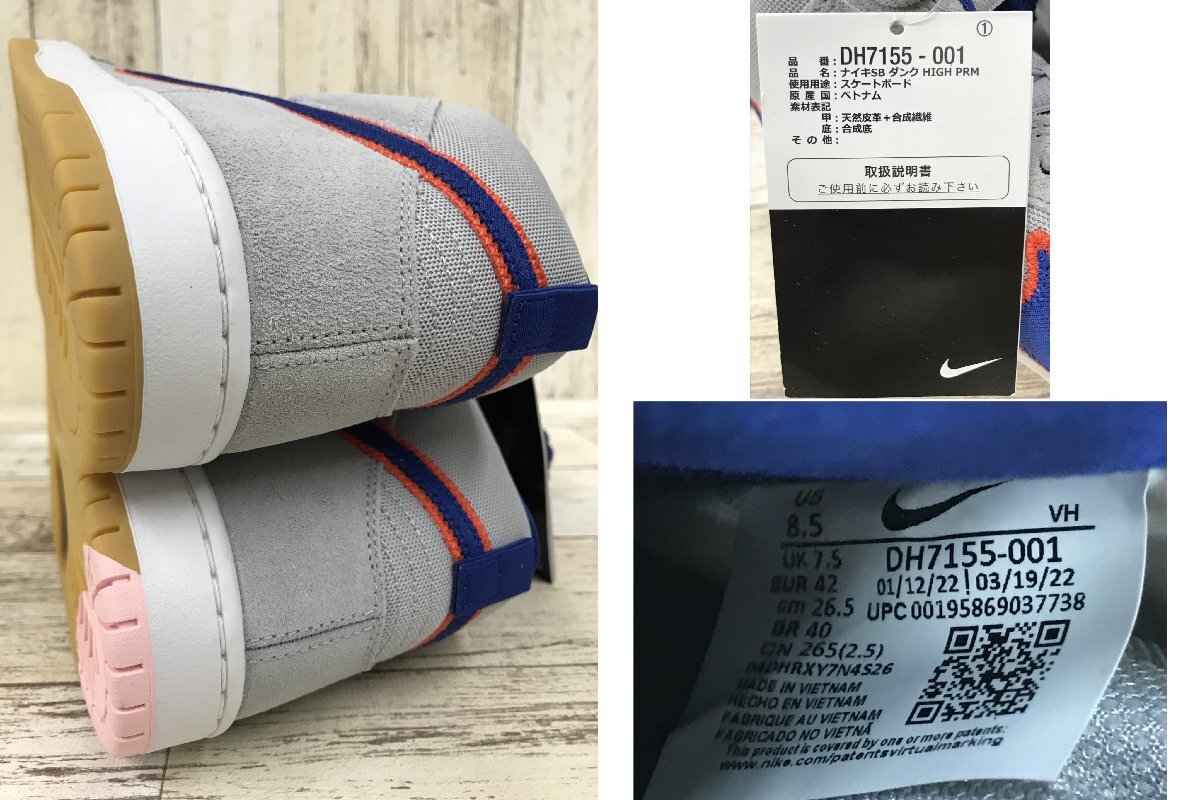 ①
品番:DH7155-001
品名:ナイキSB ダンク HIGH PRM
使用用途:スケートボード
原産国:ベトナム
素材表記
甲:天然皮革+合成繊維
底:合成底
その他:
取扱説明書
ご使用前に必ずお読み下さい
US
8.5
VH
UK 7.5
DH7155-001
EUR 42
01/12/22 | 03/19/22
cm 26.5
UPC 00195869037738
BR 40
CN 265(2.5)
04DHRXY7N4S26
MADE IN VIETNAM
HECHO EN VIETNAM
FABRIQUE AU VIETNAM
FABRICADO NO VIETNÃ
This product is covered by one or more patents:
www.nike.com/patentsvirtualmarking